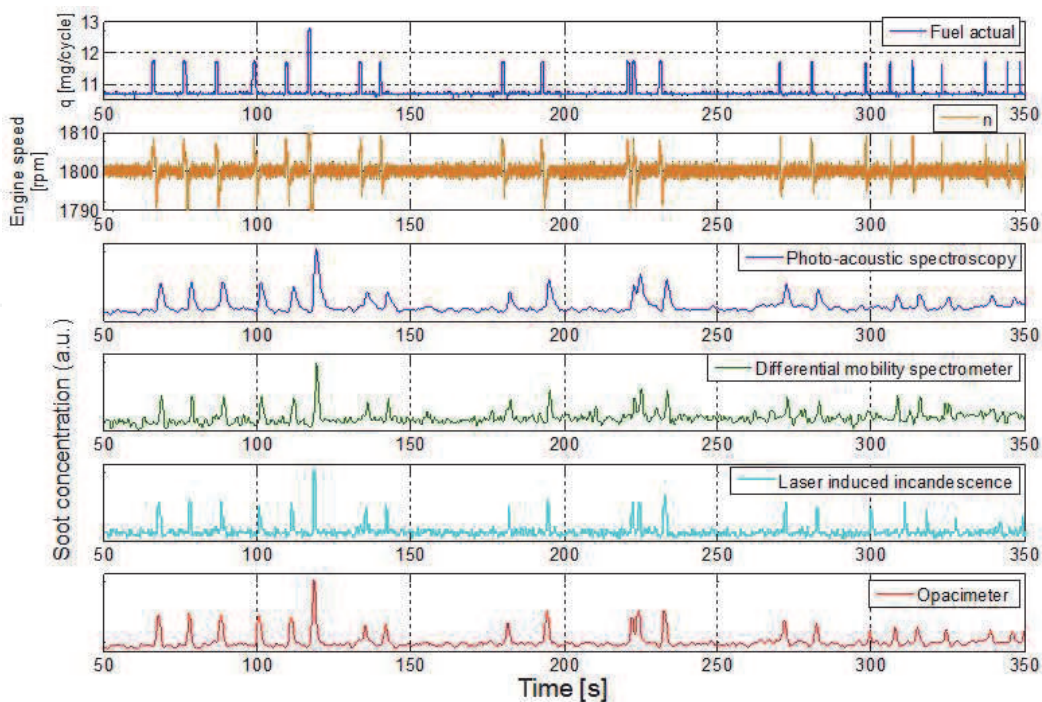 13
Fuel actual
12
11
q [mg/cycle]
50 100 150 200 250 300 350
n
1810
1800
1790
Engine speed
[rpm]
50 100 150 200 250 300 350
Photo-acoustic spectroscopy
50 100 150 200 250 300 350
Differential mobility spectrometer
50 100 150 200 250 300 350
Soot concentration (a.u.)
Laser induced incandescence
50 100 150 200 250 300 350
Opacimeter
50 100 150 200 250 300 350
Time [s]